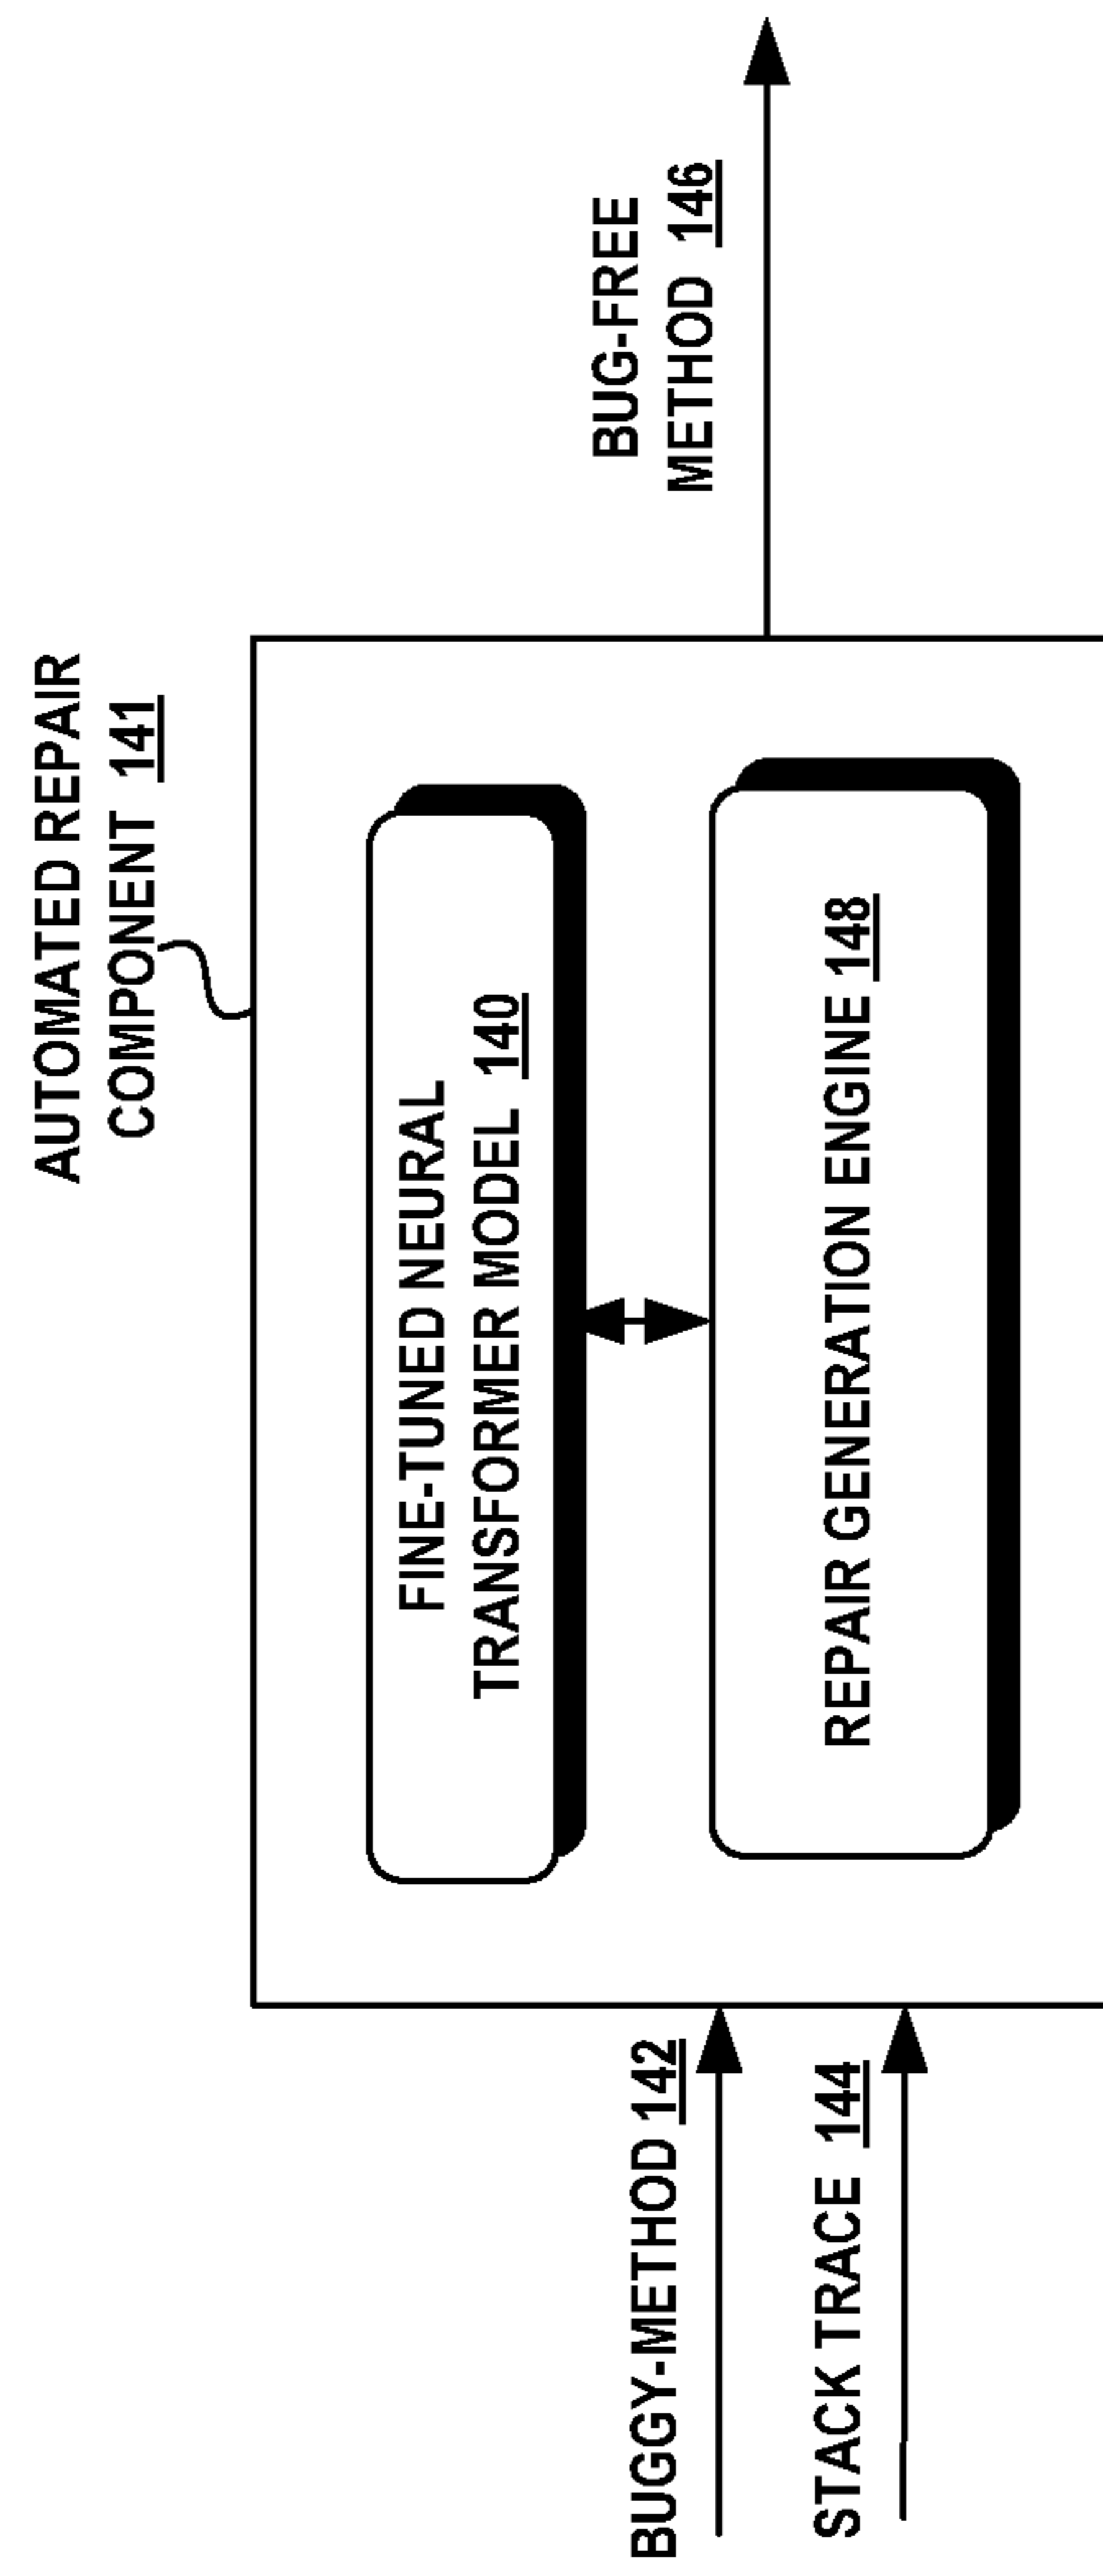 AUTOMATED REPAIR
COMPONENT 141
FINE-TUNED NEURAL
TRANSFORMER MODEL 140
BUG-FREE
METHOD 146
BUGGY-METHOD 142
STACK TRACE 144
REPAIR GENERATION ENGINE 148